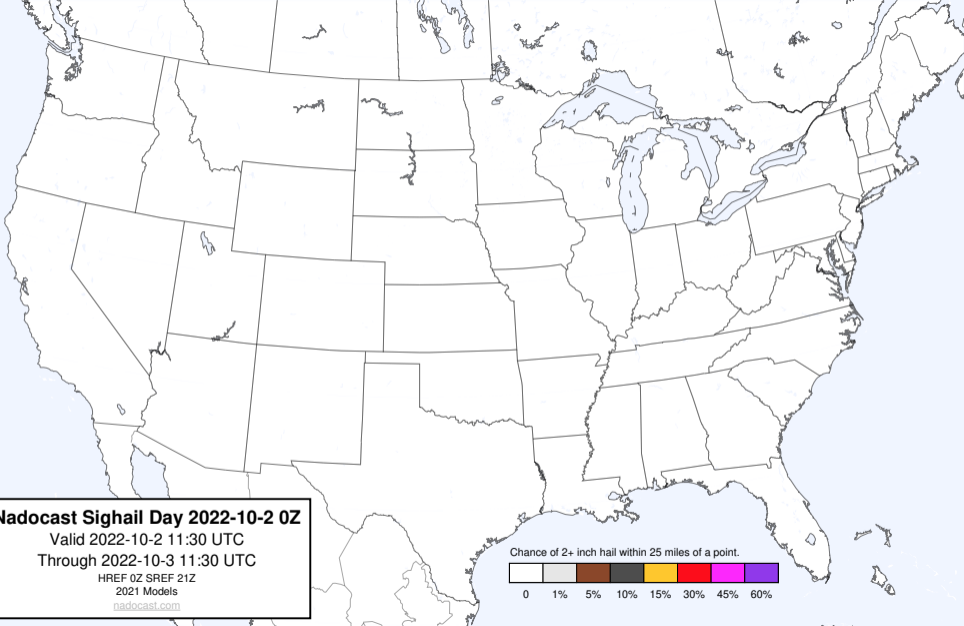 Nadocast Sighail Day 2022-10-2 0Z
Valid 2022-10-2 11:30 UTC
Through 2022-10-3 11:30 UTC
HREF 0Z SREF 21Z
2021 Models
nadocast.com
Chance of 2+ inch hail within 25 miles of a point.
0 1% 5% 10% 15% 30% 45% 60%